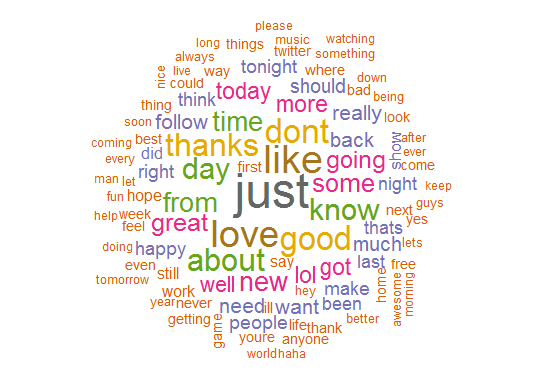 please
long things music watching
always twitter something
nice live way tonight where down
could today should bad being
thing think more
soon follow time dont really look
coming best thanks back show after
every did like going ever
right day first come
man let some night keep
fun hope from just know guys
help week great next yes
feel love good thats
doing happy about much lets
even say last free
tomorrow still well new lol got home
work hey make awesome morning
year never need ill want been
getting people life thank better
game youre anyone
world haha